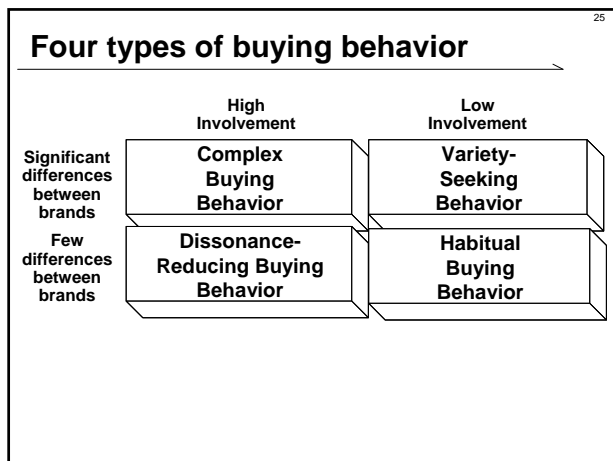 25
Four types of buying behavior
High
Involvement
Low
Involvement
Significant
differences
between
brands
Complex
Buying
Behavior
Variety-
Seeking
Behavior
Few
differences
between
brands
Dissonance-
Reducing Buying
Behavior
Habitual
Buying
Behavior